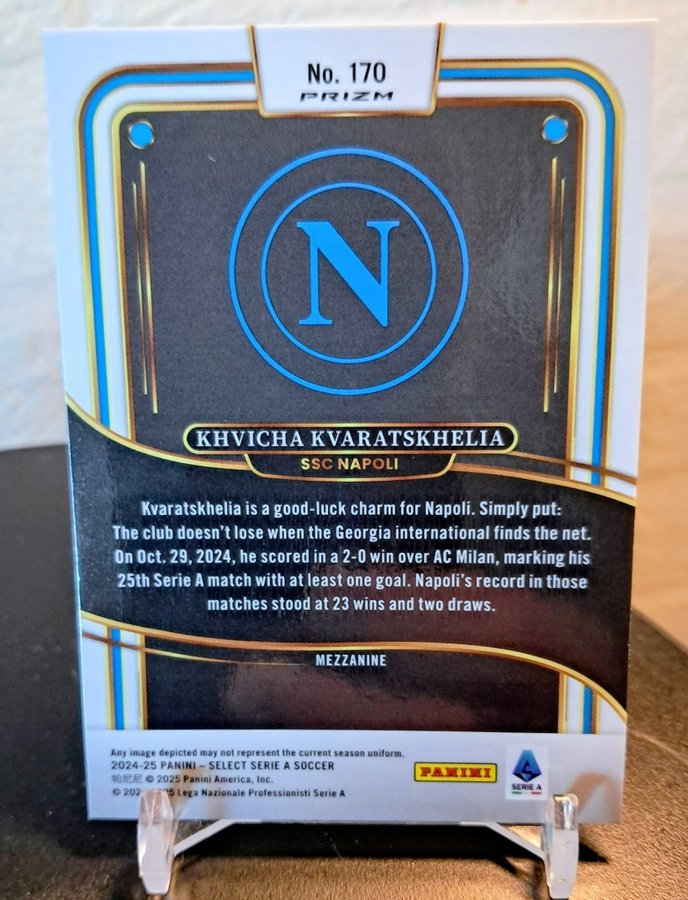 No. 170
PRIZM
N
KHVICHA KVARATSKHELIA
SSC NAPOLI
Kvaratskhelia is a good-luck charm for Napoli. Simply put:
The club doesn't lose when the Georgia international finds the net.
On Oct. 29, 2024, he scored in a 2-0 win over AC Milan, marking his
25th Serie A match with at least one goal. Napoli's record in those
matches stood at 23 wins and two draws.
MEZZANINE
Any image depicted may not represent the current season uniform.
2024-25 PANINI – SELECT SERIE A SOCCER
帕尼尼 © 2025 Panini America, Inc.
© Lega Nazionale Professionisti Serie A
PANINI
SERIE A